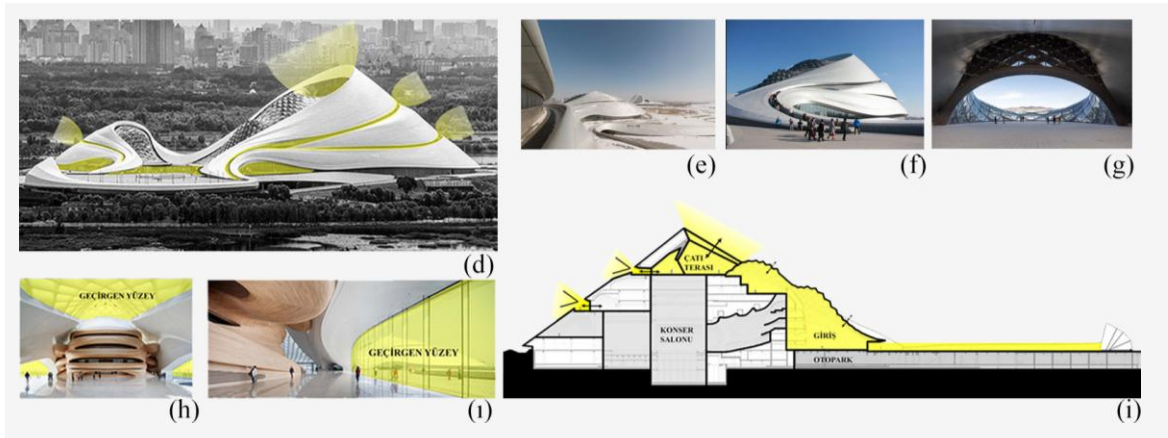 (d)
(e)
(f)
(g)
GEÇİRGEN YÜZEY
(h)
GEÇİRGEN YÜZEY
(ı)
ÇATI
TERASI
KONSER
SALONU
GİRİŞ
OTOPARK
(i)